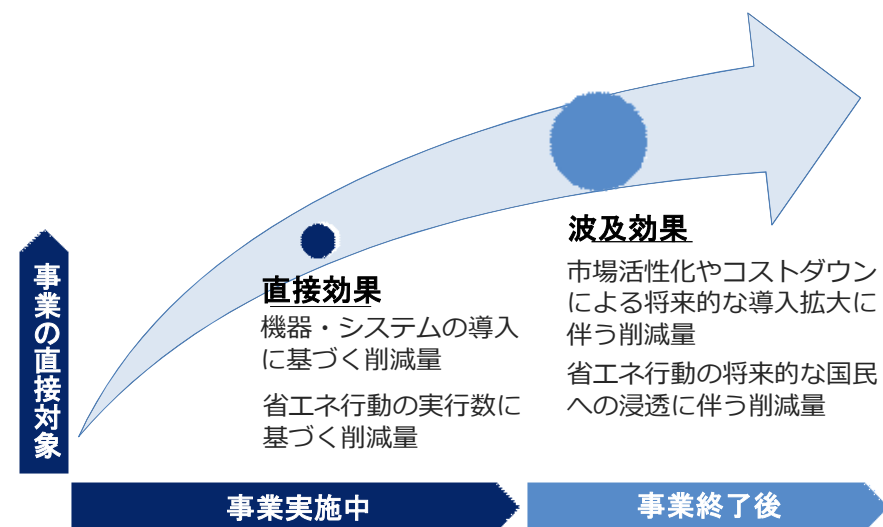 事業の直接対象
直接効果
機器・システムの導入
に基づく削減量
省エネ行動の実行数に
基づく削減量
波及効果
市場活性化やコストダウン
による将来的な導入拡大に
伴う削減量
省エネ行動の将来的な国民
への浸透に伴う削減量
事業実施中
事業終了後